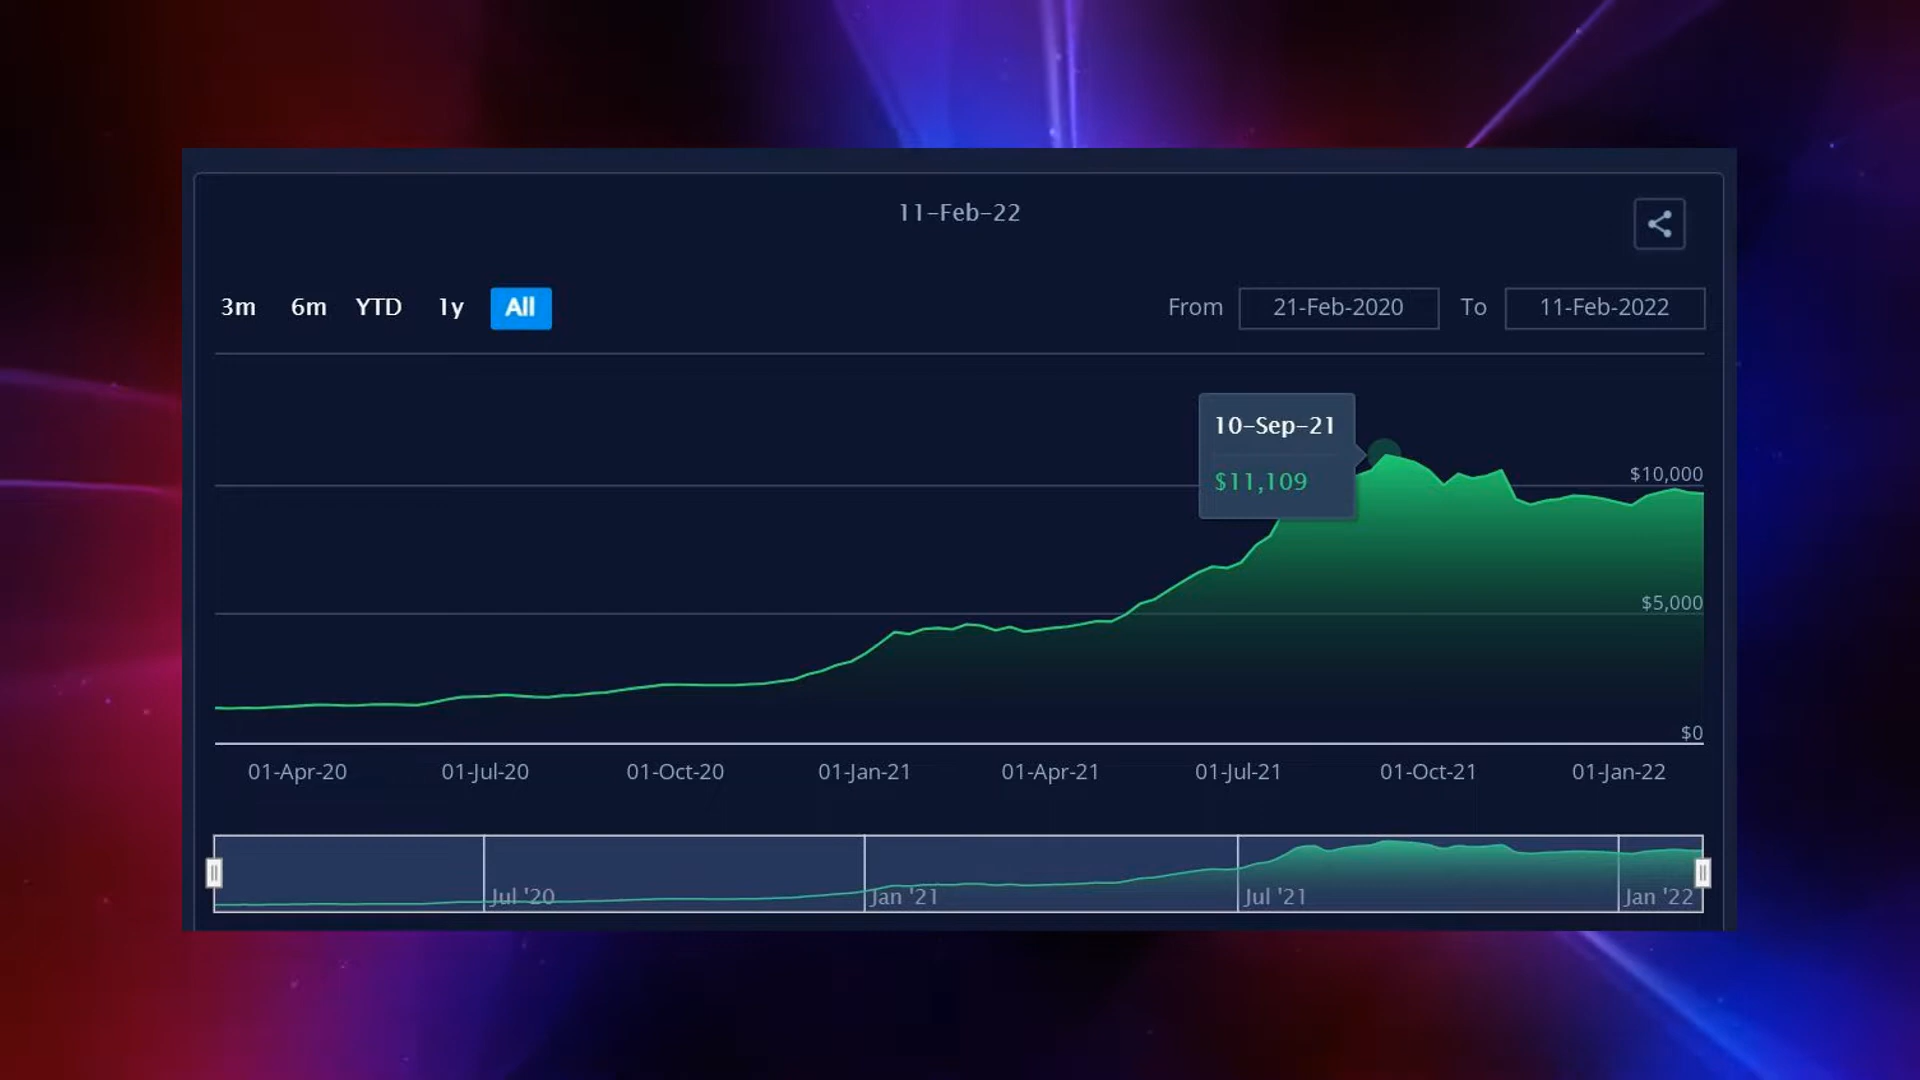 11-Feb-22
3m 6m YTD 1y All
From 21-Feb-2020 To 11-Feb-2022
10-Sep-21
$11,109
$10,000
$5,000
$0
01-Apr-20 01-Jul-20 01-Oct-20 01-Jan-21 01-Apr-21 01-Jul-21 01-Oct-21 01-Jan-22
Jul '20 Jan '21 Jul '21 Jan '22